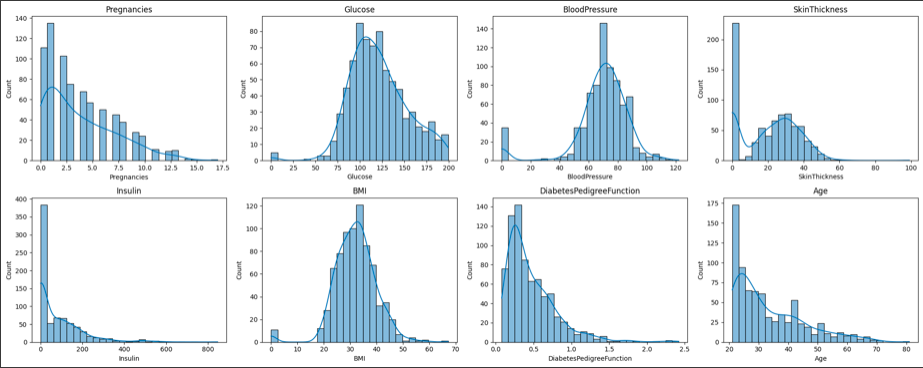 Pregnancies
Glucose
BloodPressure
SkinThickness
140
120
100
80
60
40
20
0
Count
0.0 2.5 5.0 7.5 10.0 12.5 15.0 17.5
Pregnancies
80
70
60
50
40
30
20
10
0
Count
0 25 50 75 100 125 150 175 200
Glucose
140
120
100
80
60
40
20
0
Count
0 20 40 60 80 100 120
BloodPressure
200
150
100
50
0
Count
0 20 40 60 80 100
SkinThickness
Insulin
BMI
DiabetesPedigreeFunction
Age
400
350
300
250
200
150
100
50
0
Count
0 200 400 600 800
Insulin
120
100
80
60
40
20
0
Count
0 10 20 30 40 50 60 70
BMI
140
120
100
80
60
40
20
0
Count
0.0 0.5 1.0 1.5 2.0 2.5
DiabetesPedigreeFunction
175
150
125
100
75
50
25
0
Count
20 30 40 50 60 70 80
Age